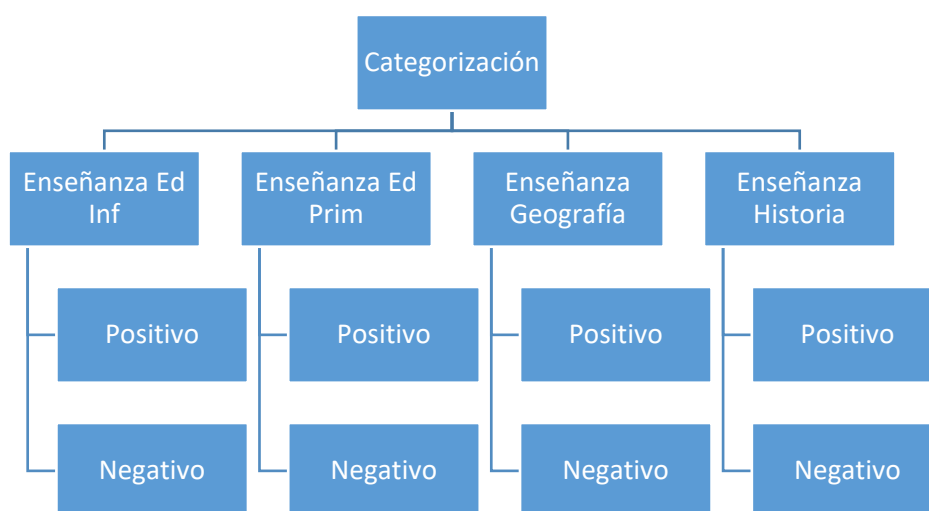 Categorización
Enseñanza Ed
Inf
Enseñanza Ed
Prim
Enseñanza
Geografía
Enseñanza
Historia
Positivo
Positivo
Positivo
Positivo
Negativo
Negativo
Negativo
Negativo